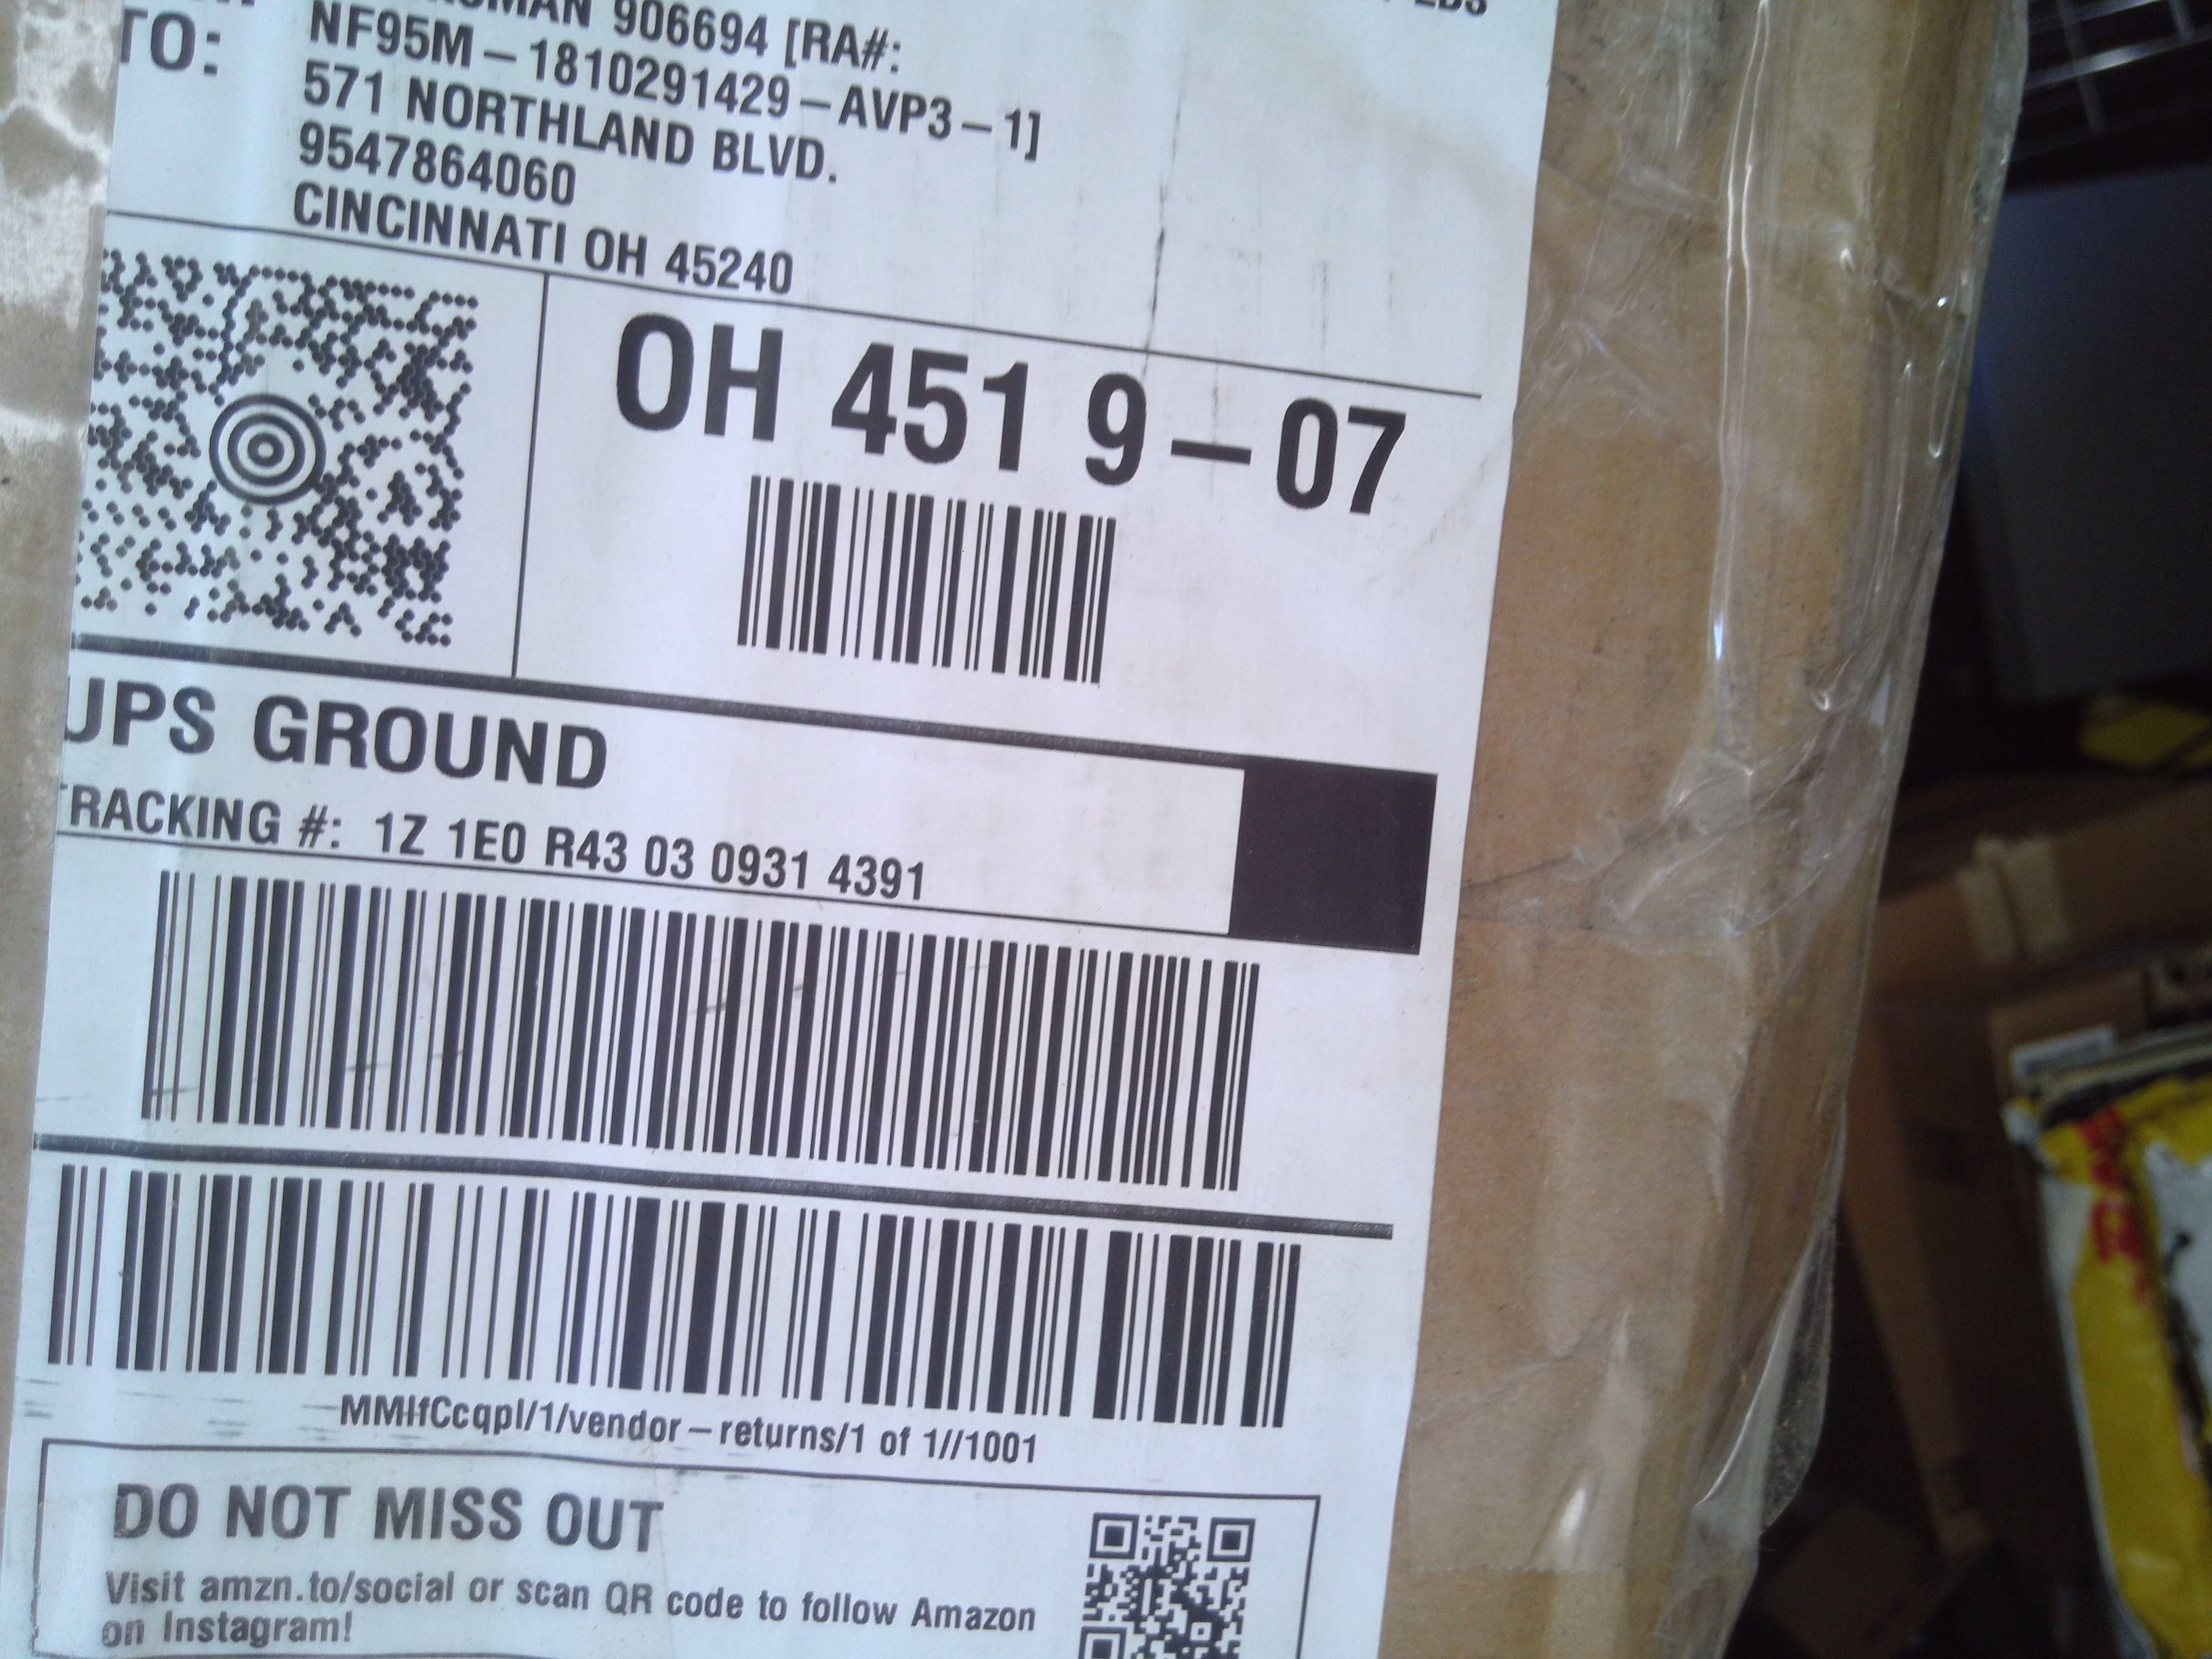 906694 [RA#:
TO:
NF95M-1810291429-AVP3-1]
571 NORTHLAND BLVD.
9547864060
CINCINNATI OH 45240
OH 451 9-07
UPS GROUND
TRACKING #: 1Z 1E0 R43 03 0931 4391
MMIfCcqpl/1/vendor-returns/1 of 1//1001
DO NOT MISS OUT
Visit amzn.to/social or scan QR code to follow Amazon
on Instagram!